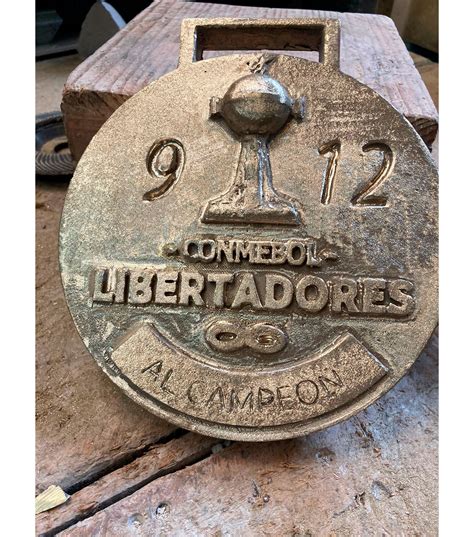 9 12
- CONMEBOL -
LIBERTADORES
AL CAMPEON